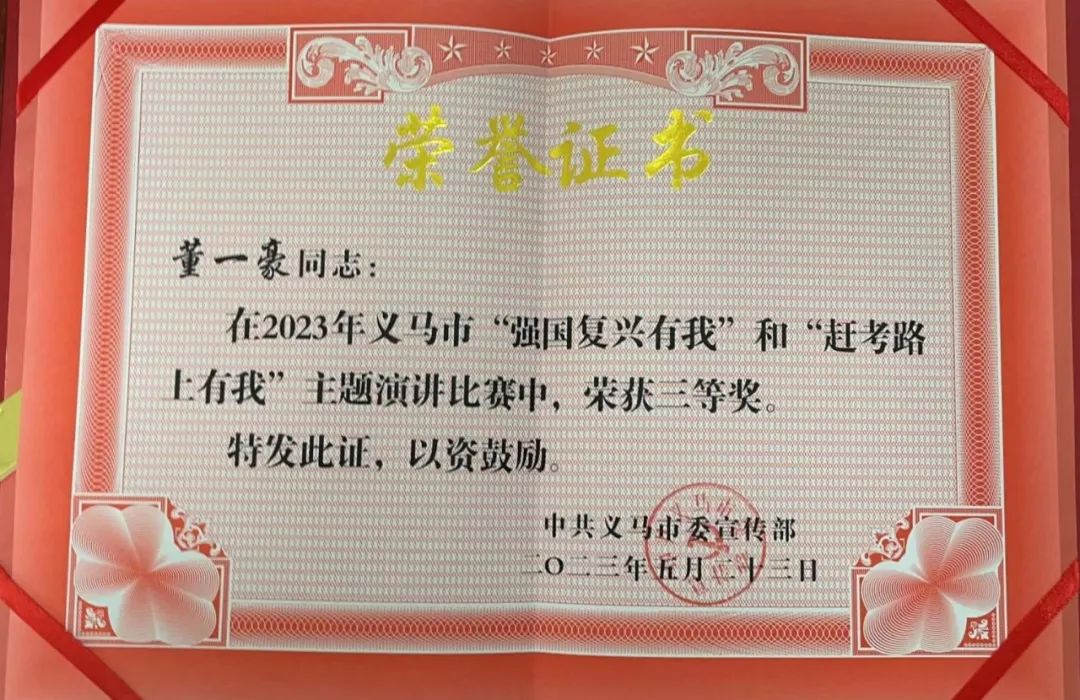 荣誉证书
董一豪同志：
在2023年义马市“强国复兴有我”和“赶考路
上有我”主题演讲比赛中，荣获三等奖。
特发此证，以资鼓励。
中共义马市委宣传部
二〇二三年五月二十三日